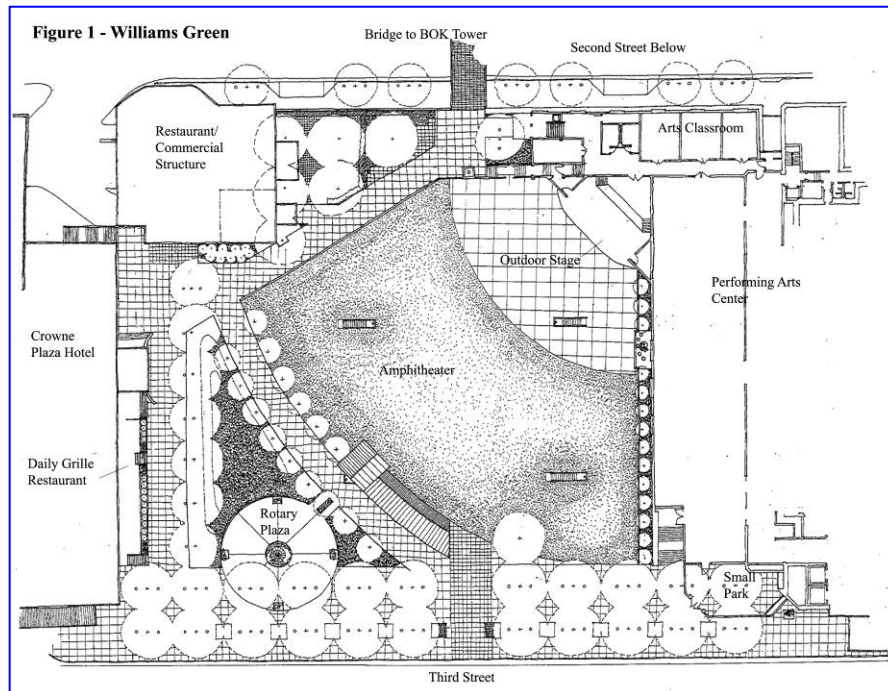 Figure 1 - Williams Green
Bridge to BOK Tower
Second Street Below
Restaurant/
Commercial
Structure
Arts Classroom
Outdoor Stage
Performing Arts
Center
Crowne
Plaza Hotel
Amphitheater
Daily Grille
Restaurant
Rotary
Plaza
Small
Park
Third Street